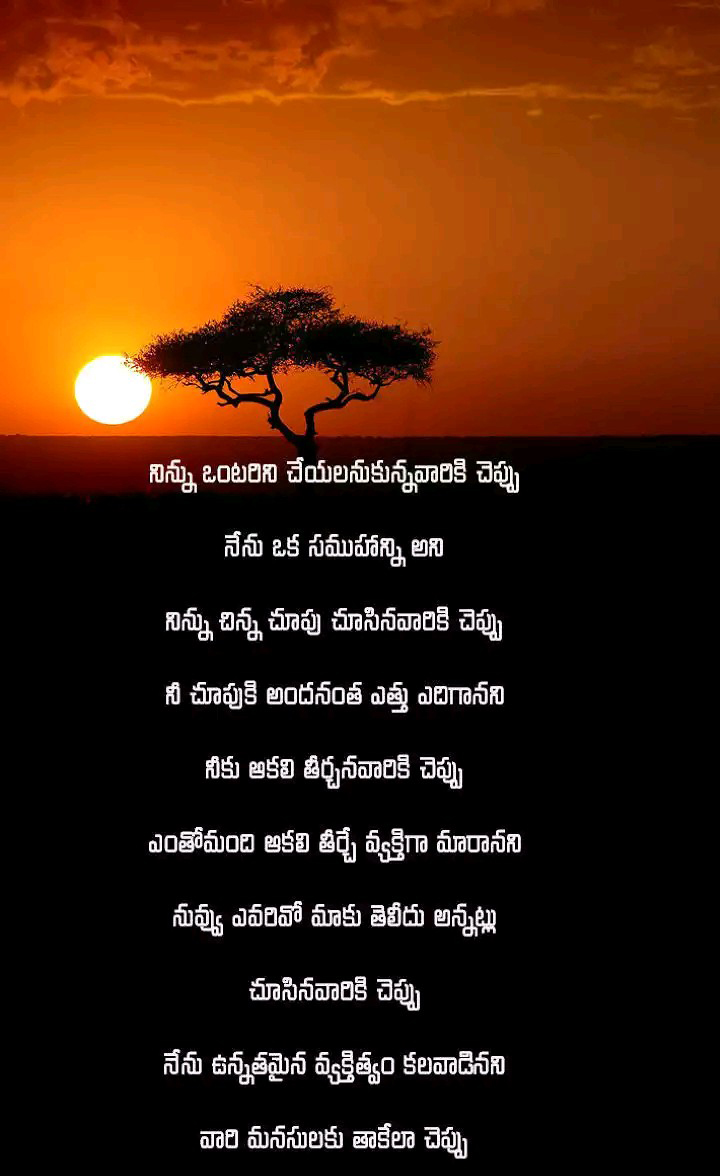 నిన్ను ఒంటరిని చేయలనుకున్నవారికి చెప్పు
నేను ఒక సముహాన్ని అని
నిన్ను చిన్న చూపు చూసినవారికి చెప్పు
నీ చూపుకి అందనంత ఎత్తు ఎదిగానని
నీకు ఆకలి తీర్చనవారికి చెప్పు
ఎంతోమంది ఆకలి తీర్చే వ్యక్తిగా మారానని
నువ్వు ఎవరివో మాకు తెలీదు అన్నట్లు
చూసినవారికి చెప్పు
నేను ఉన్నతమైన వ్యక్తిత్వం కలవాడినని
వారి మనసులకు తాకేలా చెప్పు